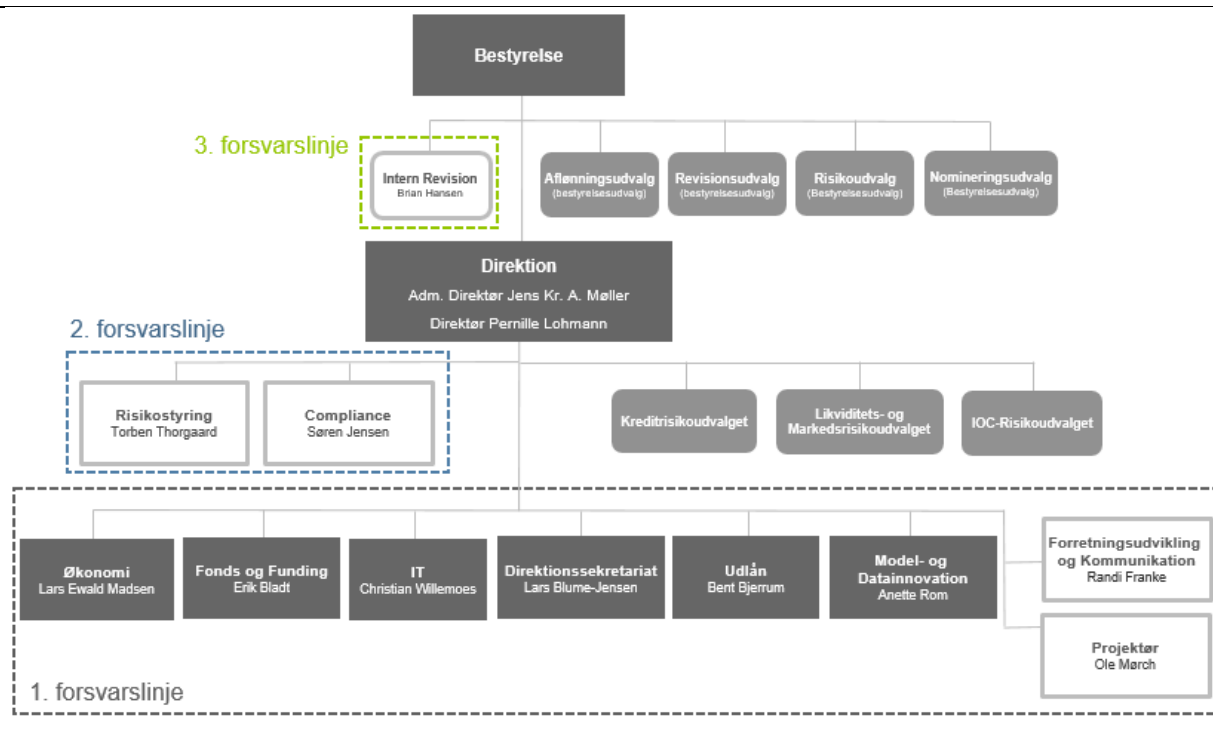 Bestyrelse
3. forsvarslinje
Intern Revision
Brian Hansen
Aflønningsudvalg
(bestyrelsesudvalg)
Revisionsudvalg
(bestyrelsesudvalg)
Risikoudvalg
(Bestyrelsesudvalg)
Nomineringsudvalg
(Bestyrelsesudvalg)
Direktion
Adm. Direktør Jens Kr. A. Møller
Direktør Pernille Lohmann
2. forsvarslinje
Risikostyring
Torben Thorgaard
Compliance
Søren Jensen
Kreditrisikoudvalget
Likviditets- og
Markedsrisikoudvalget
IOC-Risikoudvalget
Økonomi
Lars Ewald Madsen
Fonds og Funding
Erik Bladt
IT
Christian Willemoes
Direktionssekretariat
Lars Blume-Jensen
Udlån
Bent Bjerrum
Model- og
Datainnovation
Anette Rom
Forretningsudvikling
og Kommunikation
Randi Franke
Projektør
Ole Mørch
1. forsvarslinje